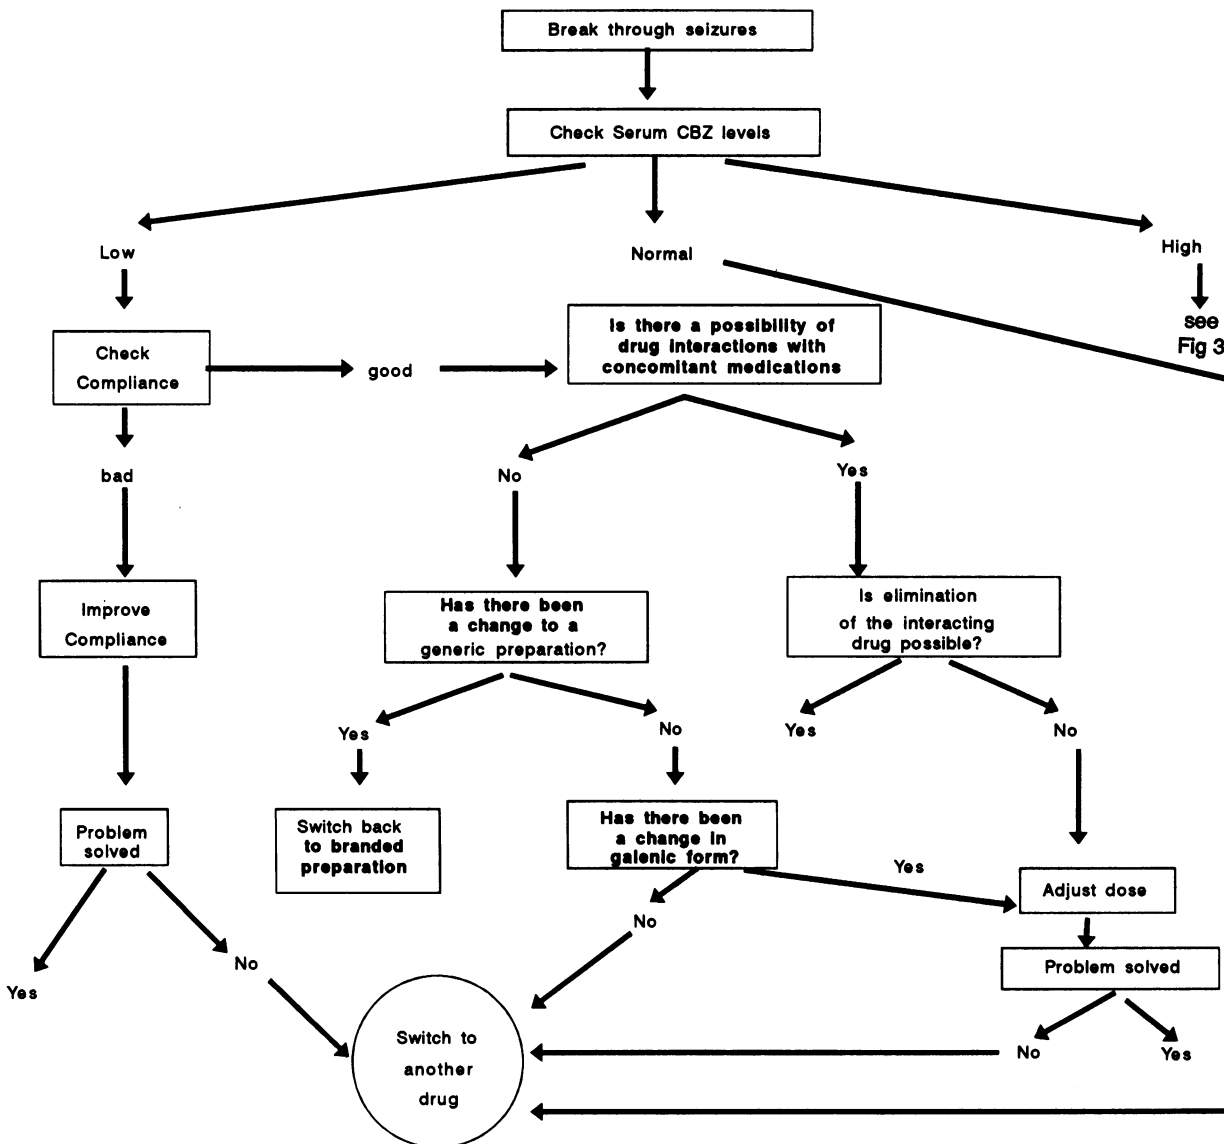 Break through seizures
Check Serum CBZ levels
Low
Normal
High
see
Fig 3
Check
Compliance
good
Is there a possibility of
drug interactions with
concomitant medications
bad
No
Yes
Improve
Compliance
Has there been
a change to a
generic preparation?
Is elimination
of the interacting
drug possible?
Yes
No
Yes
No
Problem
solved
Switch back
to branded
preparation
Has there been
a change in
galenic form?
Yes
Adjust dose
No
Problem solved
Yes
No
Switch to
another
drug
No
Yes